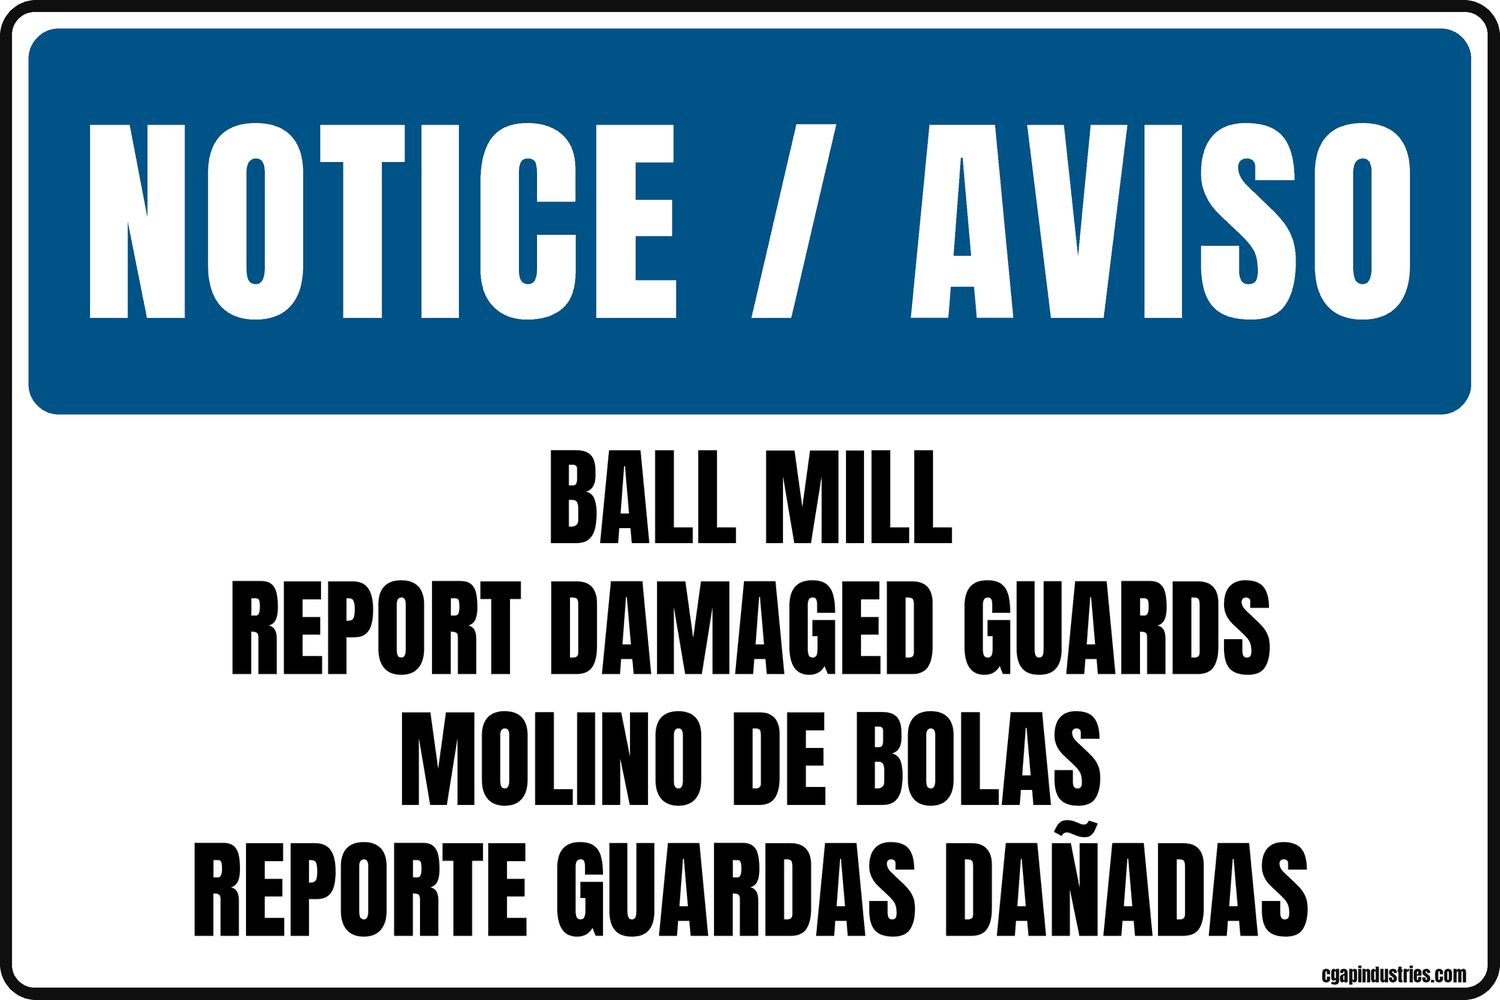 NOTICE / AVISO
BALL MILL
REPORT DAMAGED GUARDS
MOLINO DE BOLAS
REPORTE GUARDAS DAÑADAS
cgapindustries.com